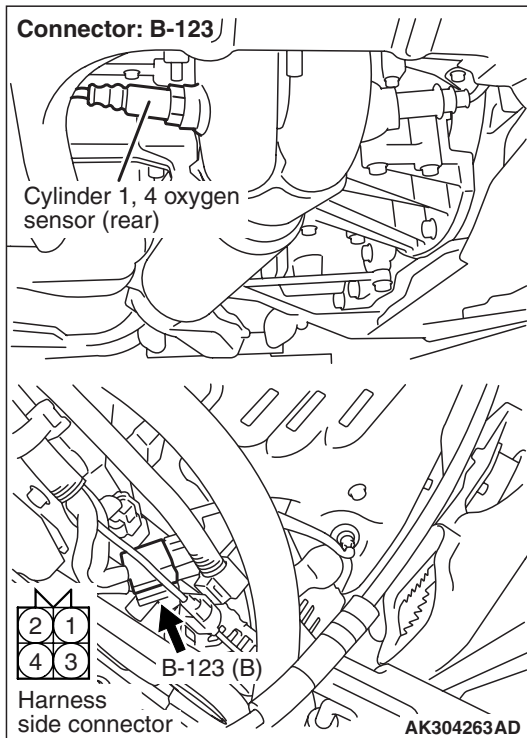 Connector: B-123
Cylinder 1, 4 oxygen
sensor (rear)
2 1
4 3
B-123 (B)
Harness
side connector
AK304263AD